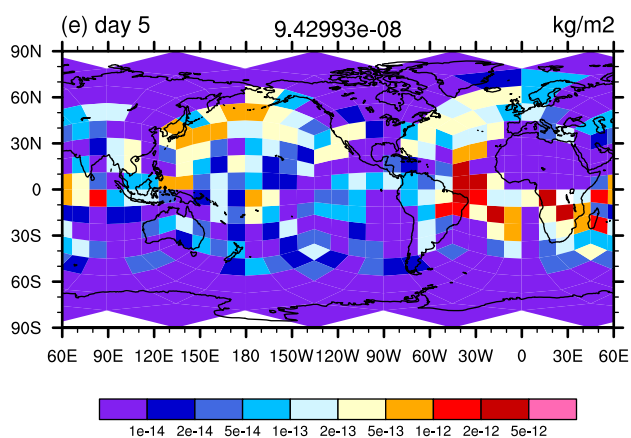 (e) day 5 9.42993e-08 kg/m2
90N
60N
30N
0
30S
60S
90S
60E 90E 120E 150E 180 150W 120W 90W 60W 30W 0 30E 60E
1e-14 2e-14 5e-14 1e-13 2e-13 5e-13 1e-12 2e-12 5e-12